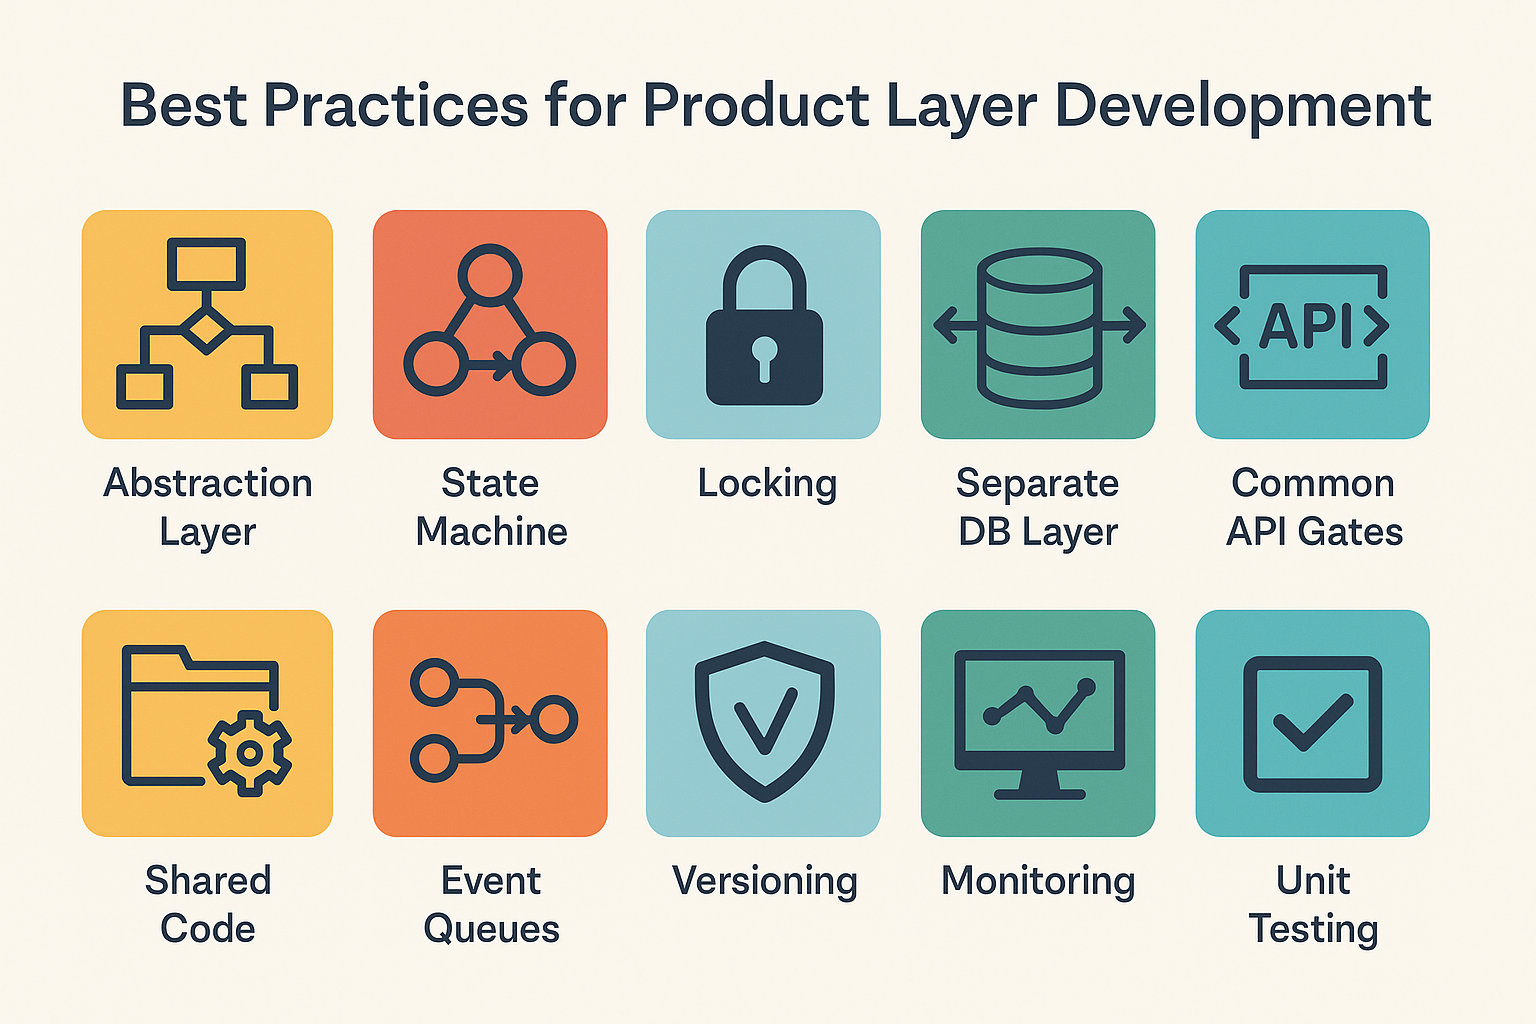 Best Practices for Product Layer Development
<API>
Abstraction
Layer
State
Machine
Locking
Separate
DB Layer
Common
API Gates
V
Shared
Code
Event
Queues
Versioning
Monitoring
Unit
Testing